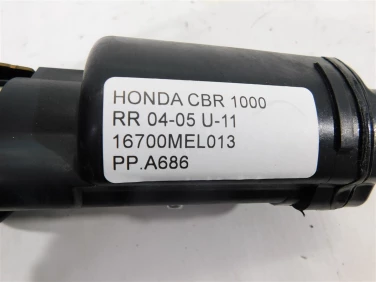 HONDA CBR 1000
RR 04-05 U-11
16700MEL013
PP.A686